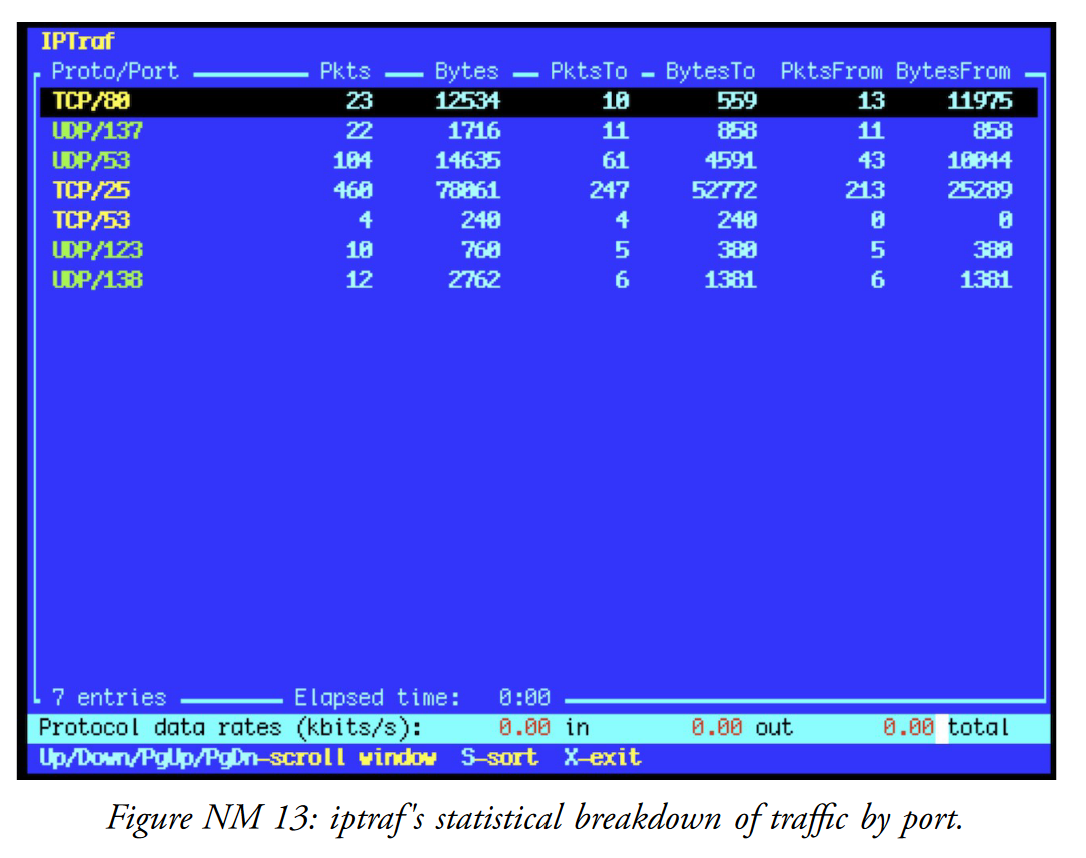 IPTraf
Proto/Port Pkts Bytes PktsTo BytesTo PktsFrom BytesFrom
TCP/80 23 12534 10 559 13 11975
UDP/137 22 1716 11 858 11 858
UDP/53 104 14635 61 4591 43 10044
TCP/25 460 78061 247 52772 213 25289
TCP/53 4 240 4 240 0 0
UDP/123 10 760 5 380 5 380
UDP/138 12 2762 6 1381 6 1381
7 entries Elapsed time: 0:00
Protocol data rates (kbits/s): 0.00 in 0.00 out 0.00 total
Up/Down/PgUp/PgDn-scroll window S-sort X-exit
Figure NM 13: iptraf's statistical breakdown of traffic by port.